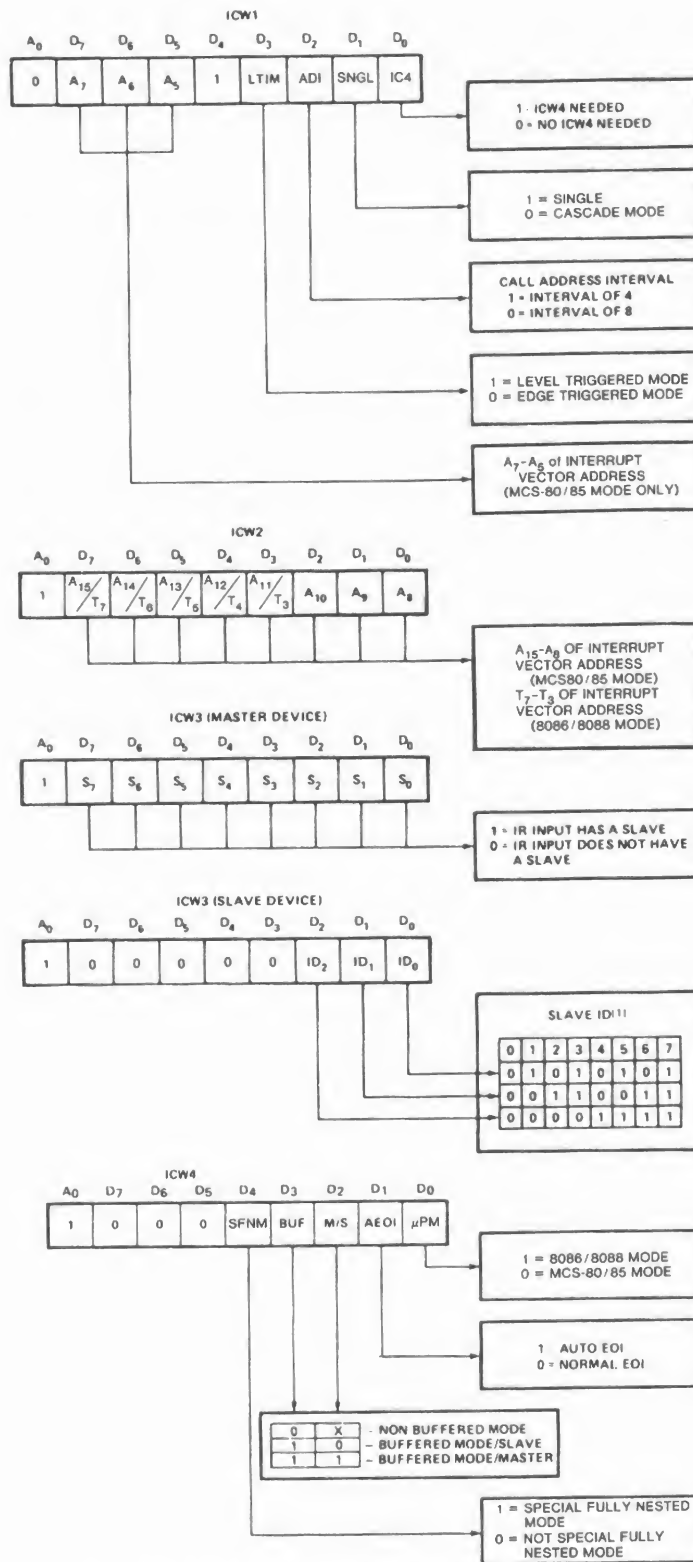 ICW1
A0 D7 D6 D5 D4 D3 D2 D1 D0
0 A7 A6 A5 1 LTIM ADI SNGL IC4
1 - ICW4 NEEDED
0 = NO ICW4 NEEDED
1 = SINGLE
0 = CASCADE MODE
CALL ADDRESS INTERVAL
1 = INTERVAL OF 4
0 = INTERVAL OF 8
1 = LEVEL TRIGGERED MODE
0 = EDGE TRIGGERED MODE
A7-A5 of INTERRUPT
VECTOR ADDRESS
(MCS-80/85 MODE ONLY)
ICW2
A0 D7 D6 D5 D4 D3 D2 D1 D0
1 A15/T7 A14/T6 A13/T5 A12/T4 A11/T3 A10 A9 A8
A15-A8 OF INTERRUPT
VECTOR ADDRESS
(MCS80/85 MODE)
T7-T3 OF INTERRUPT
VECTOR ADDRESS
(8086/8088 MODE)
ICW3 (MASTER DEVICE)
A0 D7 D6 D5 D4 D3 D2 D1 D0
1 S7 S6 S5 S4 S3 S2 S1 S0
1 = IR INPUT HAS A SLAVE
0 = IR INPUT DOES NOT HAVE
A SLAVE
ICW3 (SLAVE DEVICE)
A0 D7 D6 D5 D4 D3 D2 D1 D0
1 0 0 0 0 0 ID2 ID1 ID0
SLAVE ID(1)
0 1 2 3 4 5 6 7
0 1 0 1 0 1 0 1
0 0 1 1 0 0 1 1
0 0 0 0 1 1 1 1
ICW4
A0 D7 D6 D5 D4 D3 D2 D1 D0
1 0 0 0 SFNM BUF M/S AEOI µPM
1 = 8086/8088 MODE
0 = MCS-80/85 MODE
1 AUTO EOI
0 = NORMAL EOI
0 X - NON BUFFERED MODE
1 0 - BUFFERED MODE/SLAVE
1 1 - BUFFERED MODE/MASTER
1 = SPECIAL FULLY NESTED
MODE
0 = NOT SPECIAL FULLY
NESTED MODE